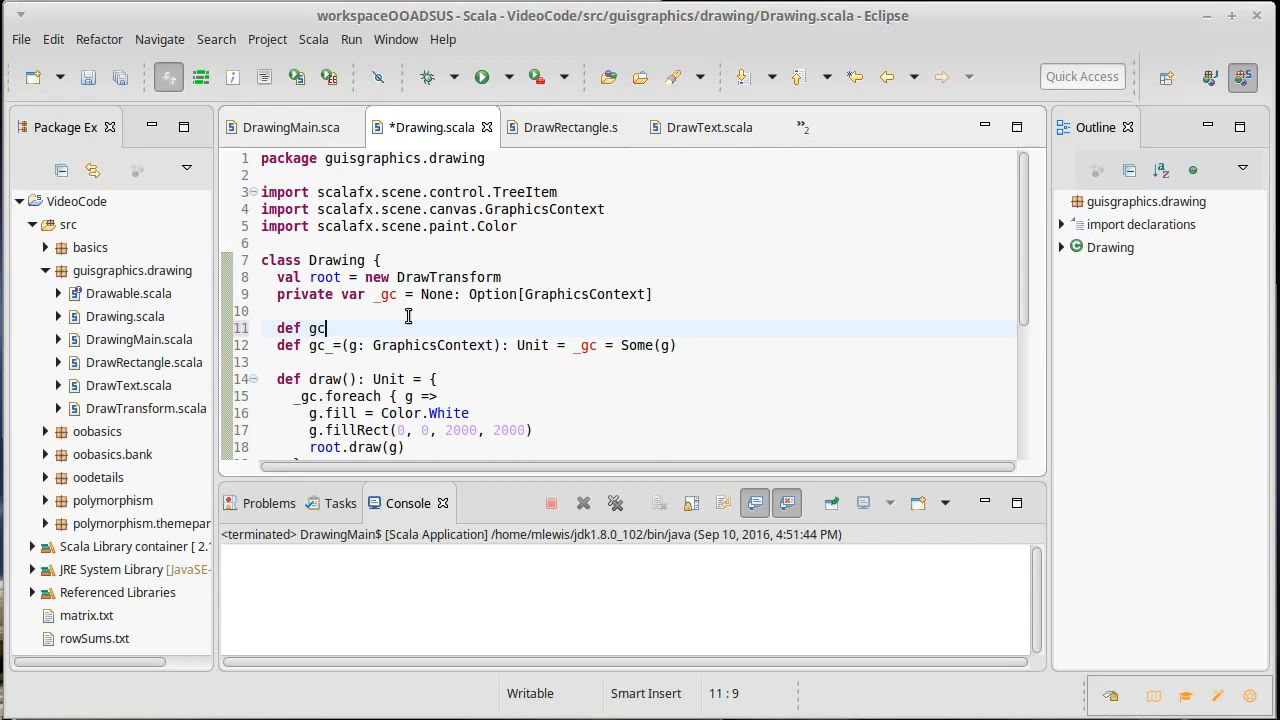 workspaceOOADSUS - Scala - VideoCode/src/guisgraphics/drawing/Drawing.scala - Eclipse
File Edit Refactor Navigate Search Project Scala Run Window Help
Quick Access
Package Ex
VideoCode
src
basics
guisgraphics.drawing
Drawable.scala
Drawing.scala
DrawingMain.scala
DrawRectangle.scala
DrawText.scala
DrawTransform.scala
oobasics
oobasics.bank
oodetails
polymorphism
polymorphism.themepar
Scala Library container [ 2.
JRE System Library [JavaSE-
Referenced Libraries
matrix.txt
rowSums.txt
DrawingMain.sca *Drawing.scala DrawRectangle.s DrawText.scala »2
1 package guisgraphics.drawing
2
3 import scalafx.scene.control.TreeItem
4 import scalafx.scene.canvas.GraphicsContext
5 import scalafx.scene.paint.Color
6
7 class Drawing {
8 val root = new DrawTransform
9 private var _gc = None: Option[GraphicsContext]
10
11 def gc
12 def gc_=(g: GraphicsContext): Unit = _gc = Some(g)
13
14 def draw(): Unit = {
15 _gc.foreach { g =>
16 g.fill = Color.White
17 g.fillRect(0, 0, 2000, 2000)
18 root.draw(g)
Problems Tasks Console
<terminated> DrawingMain$ [Scala Application] /home/mlewis/jdk1.8.0_102/bin/java (Sep 10, 2016, 4:51:44 PM)
Outline
guisgraphics.drawing
import declarations
Drawing
Writable Smart Insert 11 : 9